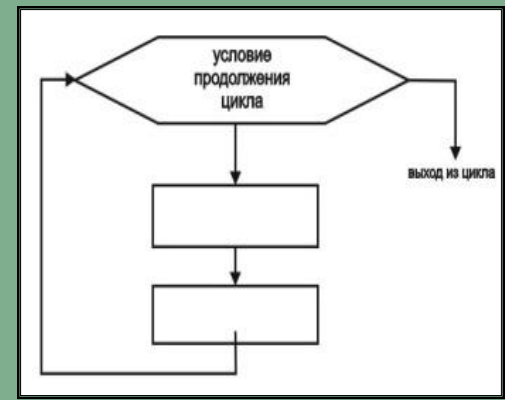 условие
продолжения
цикла
выход из цикла